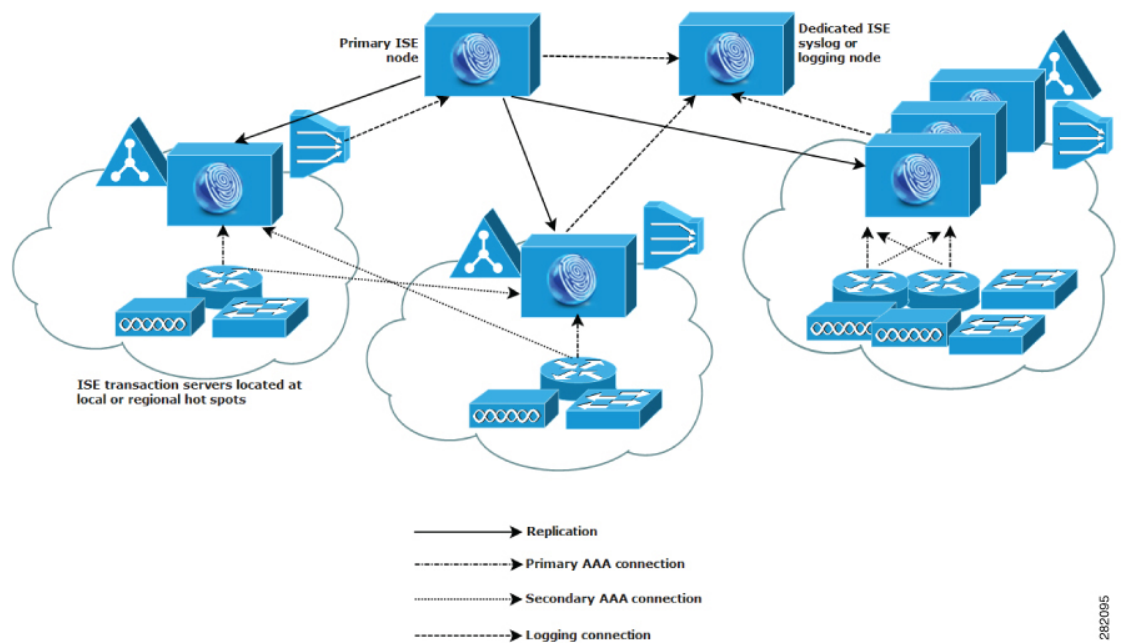 Primary ISE
node
Dedicated ISE
syslog or
logging node
ISE transaction servers located at
local or regional hot spots
Replication
Primary AAA connection
Secondary AAA connection
Logging connection
282095